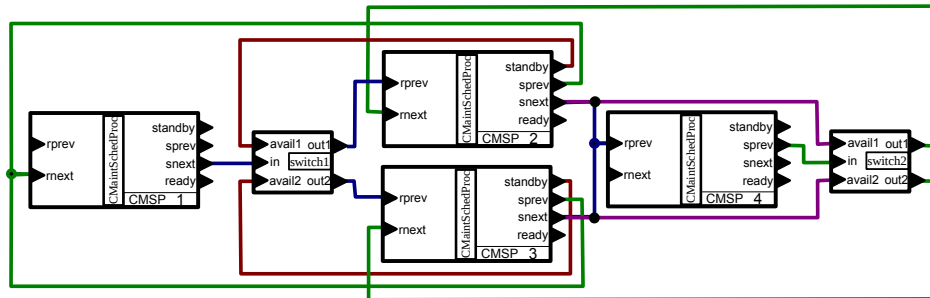 rprev
rnext
CMaintSchedProc
standby
sprev
snext
ready
CMSP 1
avail1 out1
in switch1
avail2 out2
rprev
rnext
CMaintSchedProc
standby
sprev
snext
ready
CMSP 2
rprev
rnext
CMaintSchedProc
standby
sprev
snext
ready
CMSP 3
rprev
rnext
CMaintSchedProc
standby
sprev
snext
ready
CMSP 4
avail1 out1
in switch2
avail2 out2